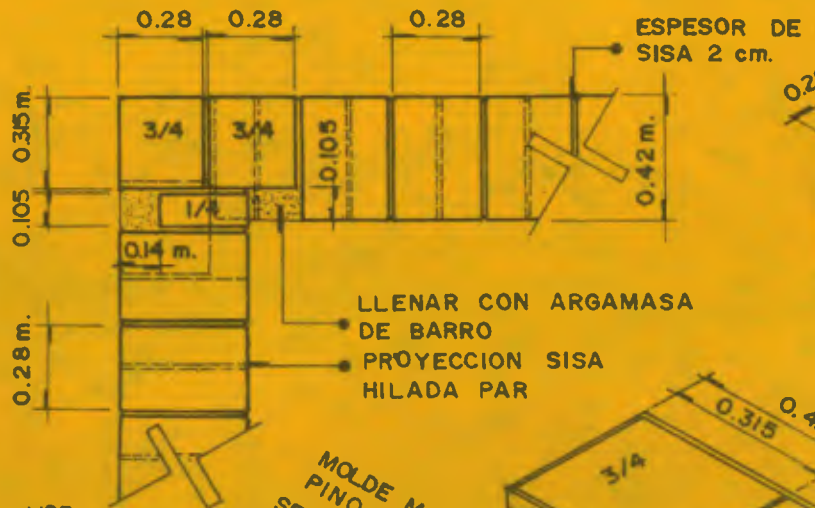 0.28
0.28
0.28
ESPESOR DE
SISA 2 cm.
0.315 m.
3/4
3/4
0.105
0.42 m.
0.105
1/4
0.14 m.
LLENAR CON ARGAMASA
DE BARRO
PROYECCION SISA
HILADA PAR
0.28 m.
0.315
3/4
MOLDE
PINO